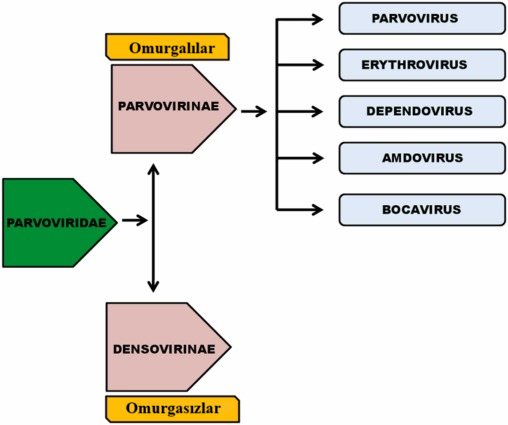 Omurgalılar
PARVOVIRINAE
PARVOVIRUS
ERYTHROVIRUS
DEPENDOVIRUS
AMDOVIRUS
BOCAVIRUS
PARVOVIRIDAE
DENSOVIRINAE
Omurgasızlar